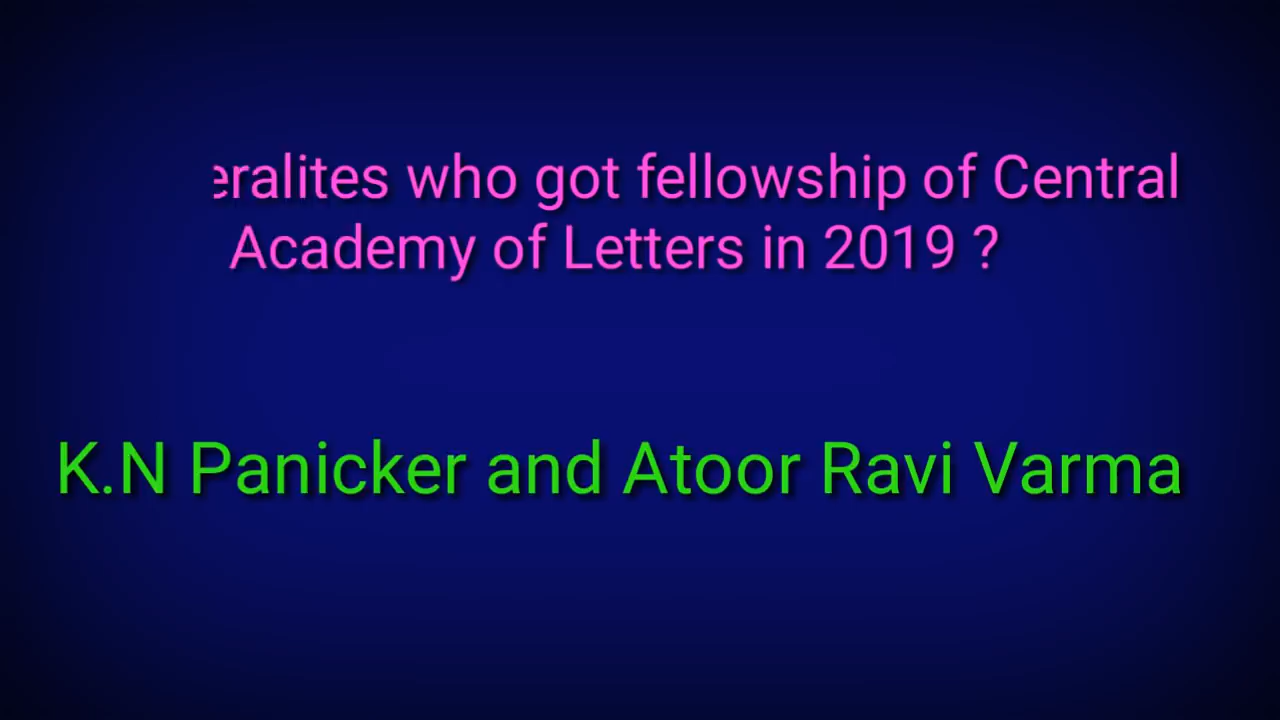 eralites who got fellowship of Central
Academy of Letters in 2019 ?
K.N Panicker and Atoor Ravi Varma